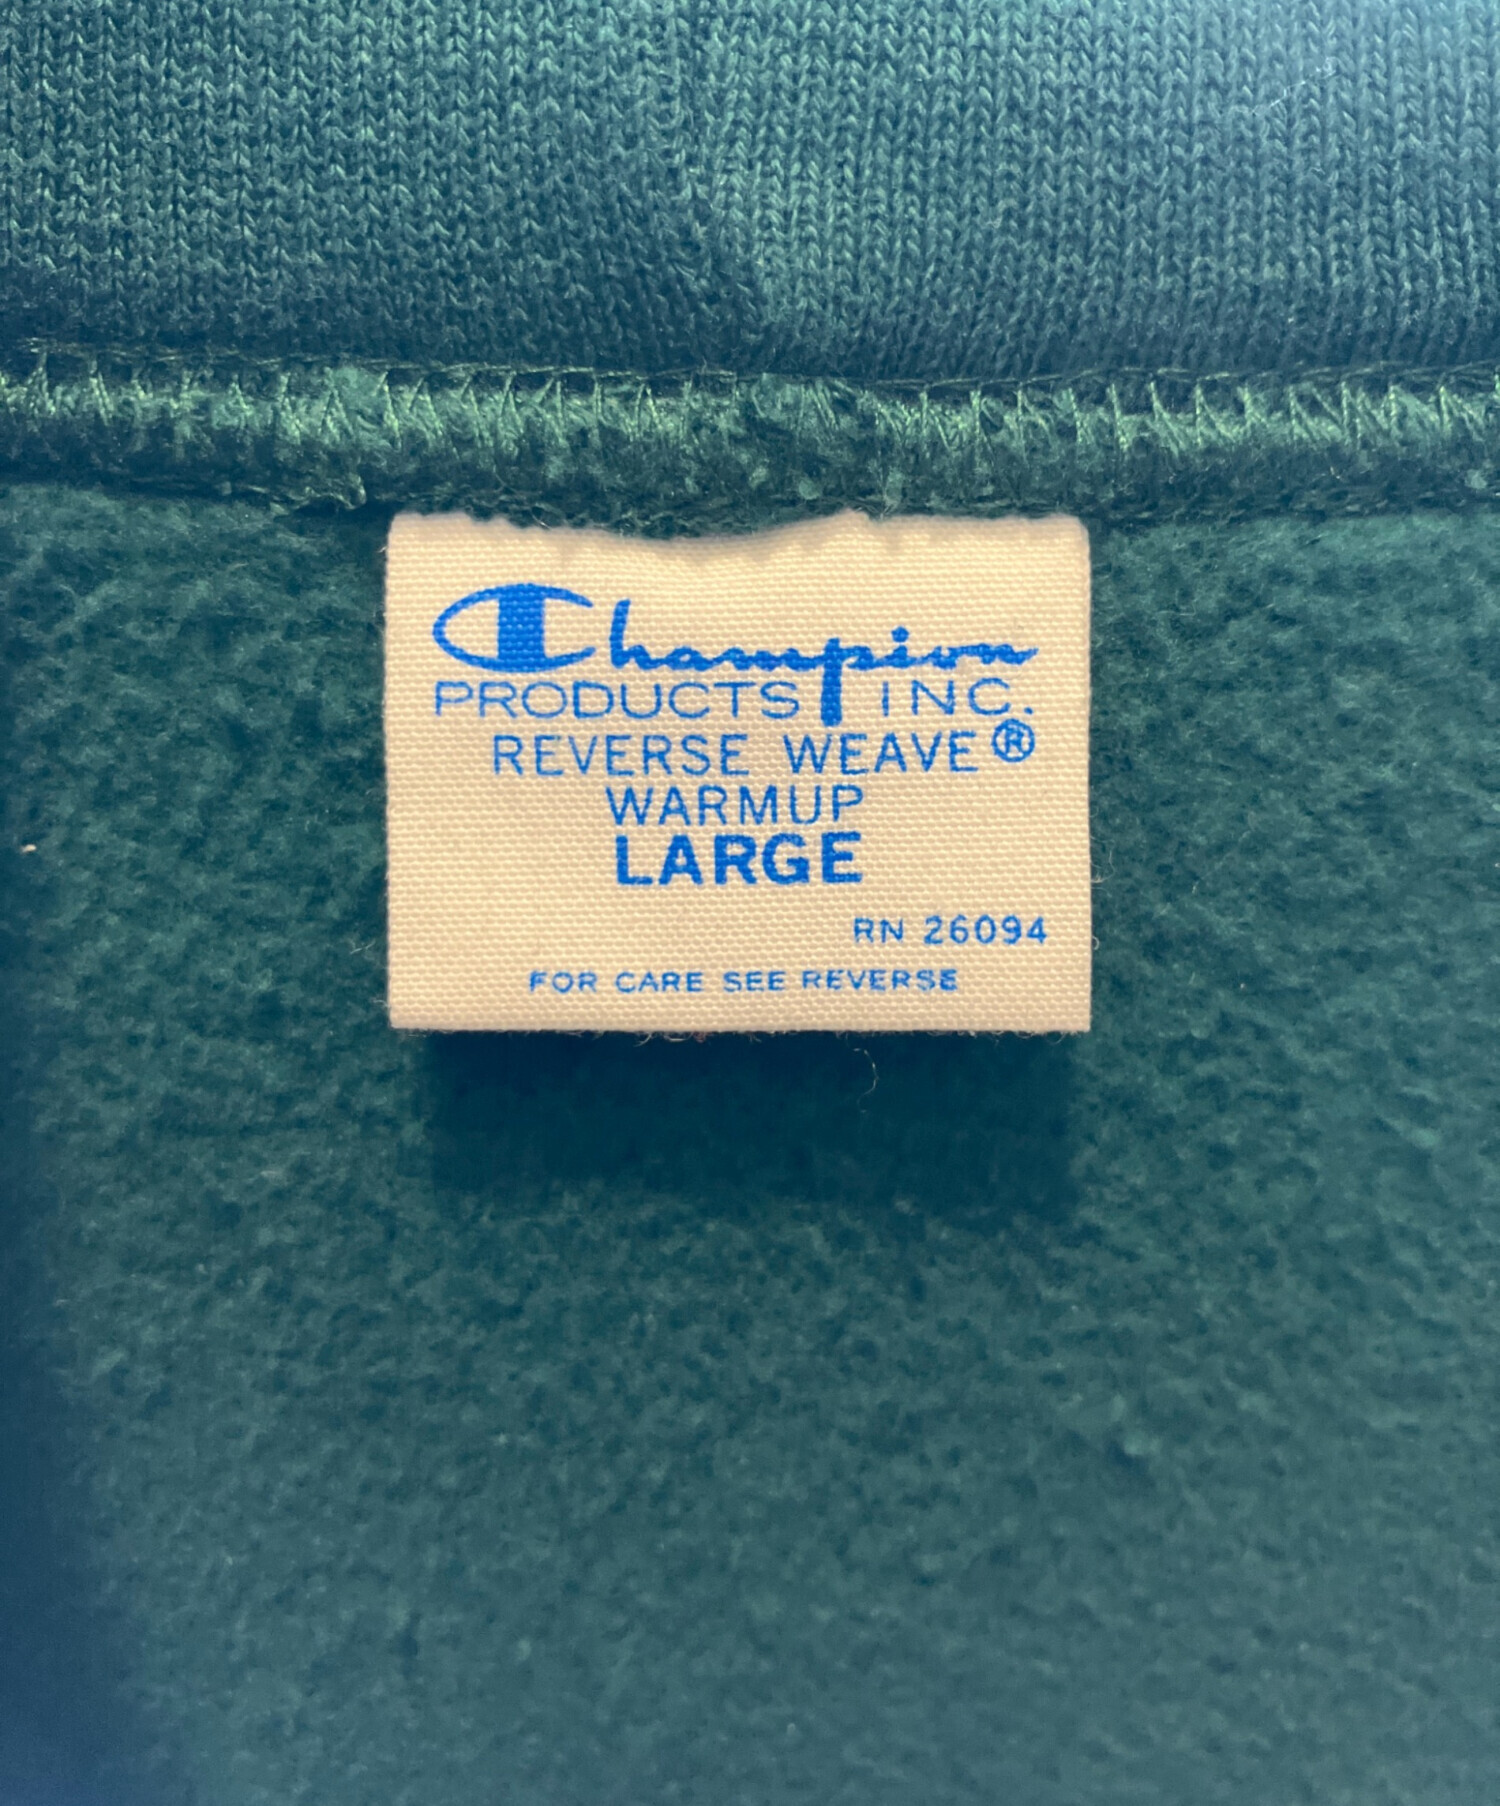 Champion
PRODUCTS INC.
REVERSE WEAVE®
WARMUP
LARGE
RN 26094
FOR CARE SEE REVERSE